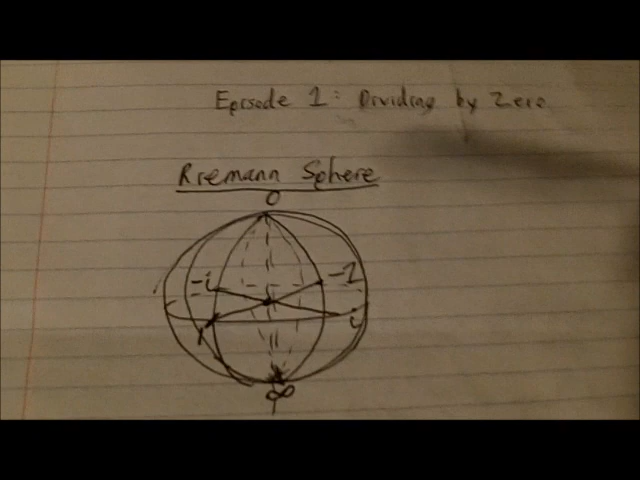 Episode 1: Dividing by Zero
Riemann Sphere
0
-i -1
1 i
∞